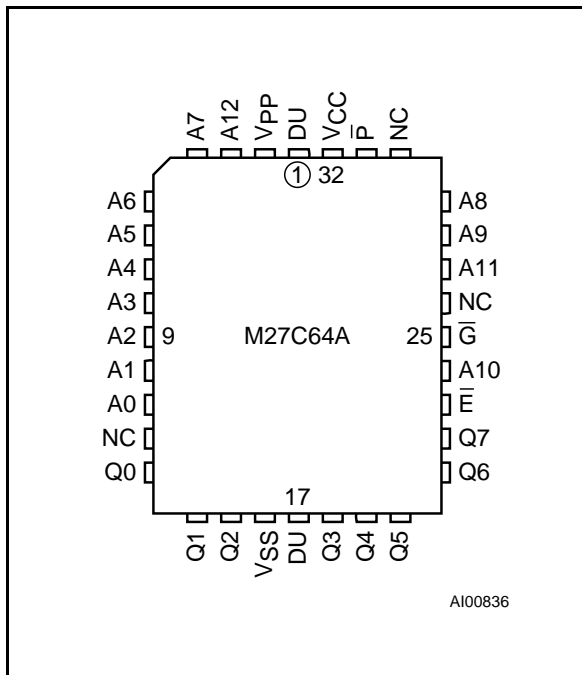 A7 A12 VPP DU VCC P̅ NC
1 32
A6 A8
A5 A9
A4 A11
A3 NC
A2 9 M27C64A 25 G̅
A1 A10
A0 E̅
NC Q7
Q0 Q6
17
Q1 Q2 VSS DU Q3 Q4 Q5
AI00836